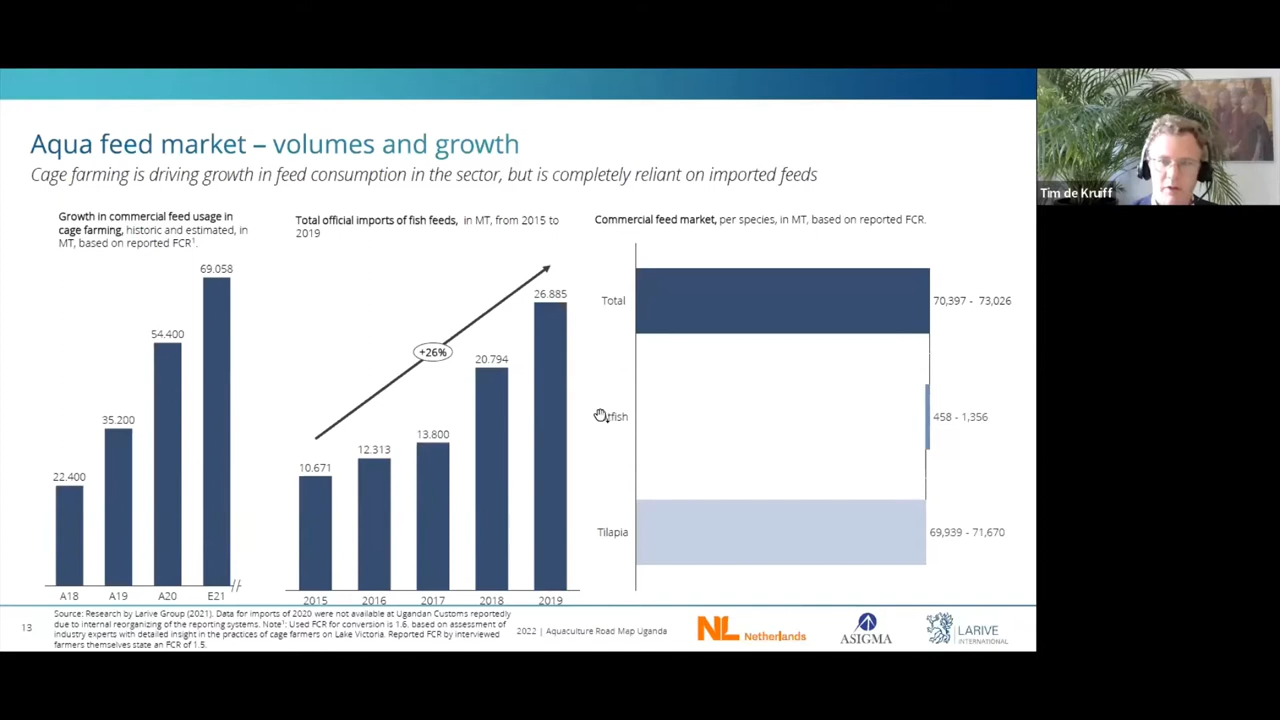 Aqua feed market – volumes and growth
Cage farming is driving growth in feed consumption in the sector, but is completely reliant on imported feeds
Growth in commercial feed usage in
cage farming, historic and estimated, in
MT, based on reported FCR¹.
69.058
54.400
35.200
22.400
A18 A19 A20 E21
Total official imports of fish feeds, in MT, from 2015 to
2019
+26%
26.885
20.794
13.800
12.313
10.671
2015 2016 2017 2018 2019
Commercial feed market, per species, in MT, based on reported FCR.
Total 70,397 - 73,026
458 - 1,356
Tilapia 69,939 - 71,670
13
Source: Research by Larive Group (2021). Data for imports of 2020 were not available at Ugandan Customs reportedly
due to internal reorganizing of the reporting systems. Note¹: Used FCR for conversion is 1.6. based on assessment of
industry experts with detailed insight in the practices of cage farmers on Lake Victoria. Reported FCR by interviewed
farmers themselves state an FCR of 1.5.
2022 | Aquaculture Road Map Uganda
NL Netherlands
ASIGMA
LARIVE
INTERNATIONAL
Tim de Kruiff